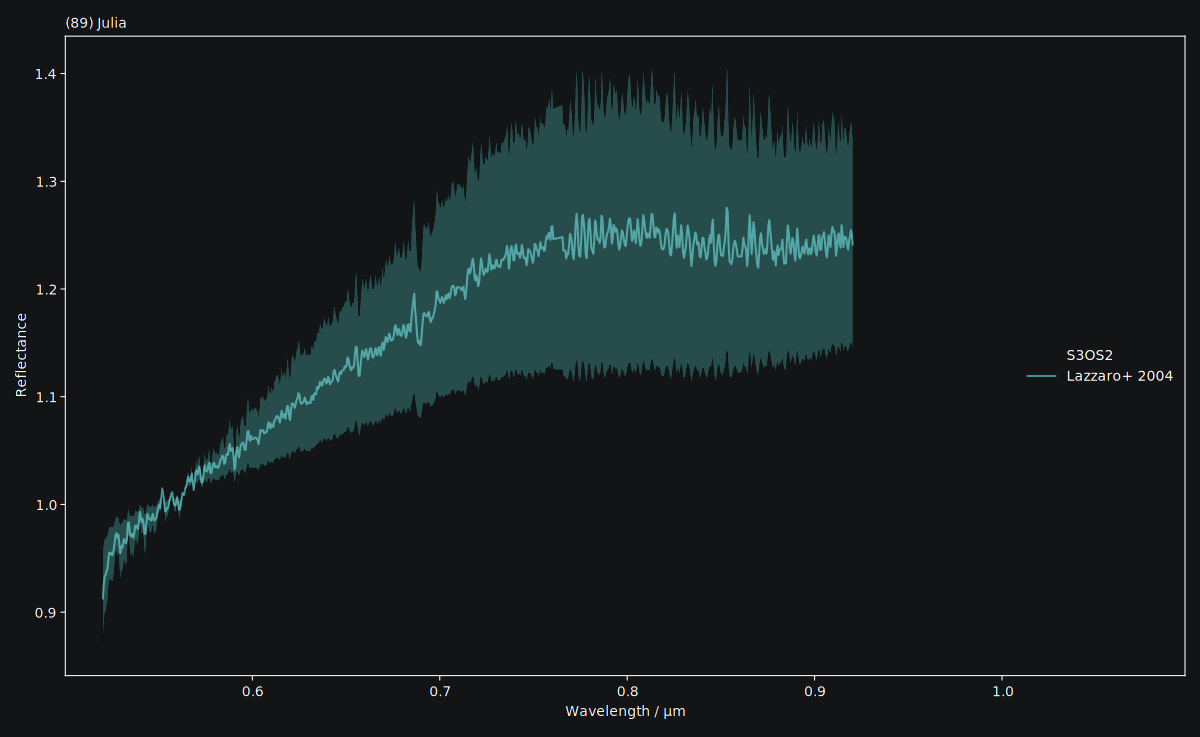 (89) Julia
1.4
1.3
1.2
1.1
1.0
0.9
Reflectance
0.6
0.7
0.8
0.9
1.0
Wavelength / μm
S3OS2
Lazzaro+ 2004